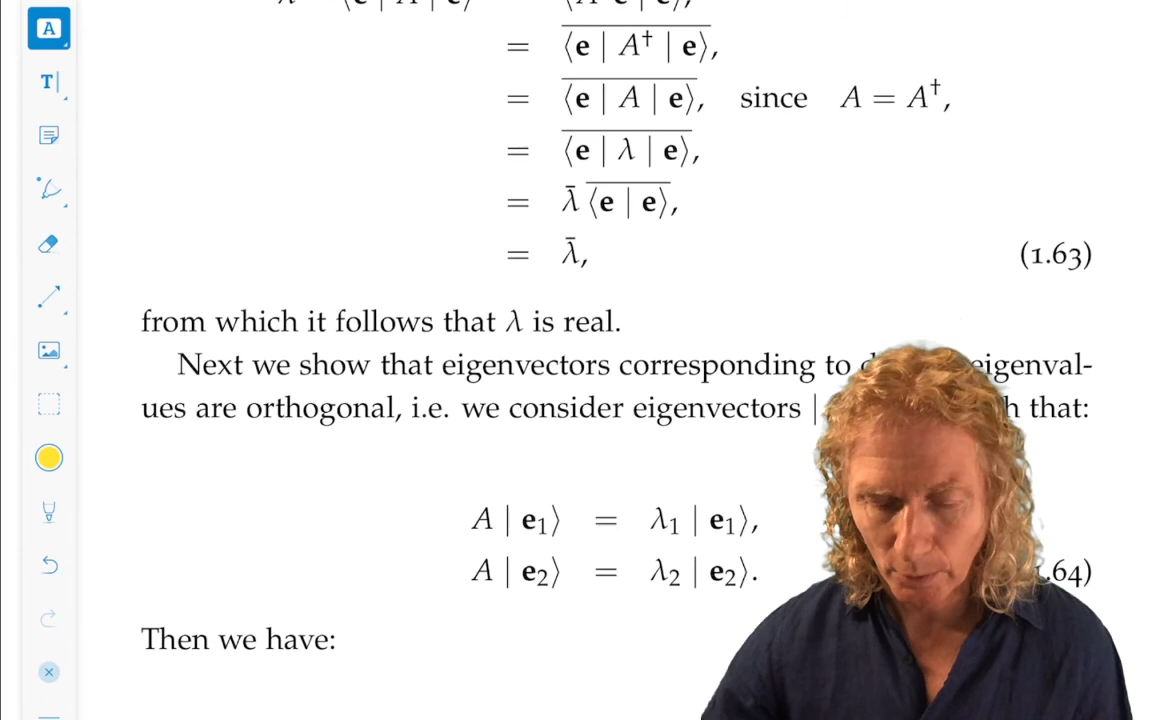 = ⟨e | A† | e⟩,
= ⟨e | A | e⟩, since A = A†,
= ⟨e | λ | e⟩,
= λ̄ ⟨e | e⟩,
= λ̄, (1.63)
from which it follows that λ is real.
Next we show that eigenvectors corresponding to eigenval-
ues are orthogonal, i.e. we consider eigenvectors | that:
A | e₁⟩ = λ₁ | e₁⟩,
A | e₂⟩ = λ₂ | e₂⟩. .64)
Then we have:
A
T